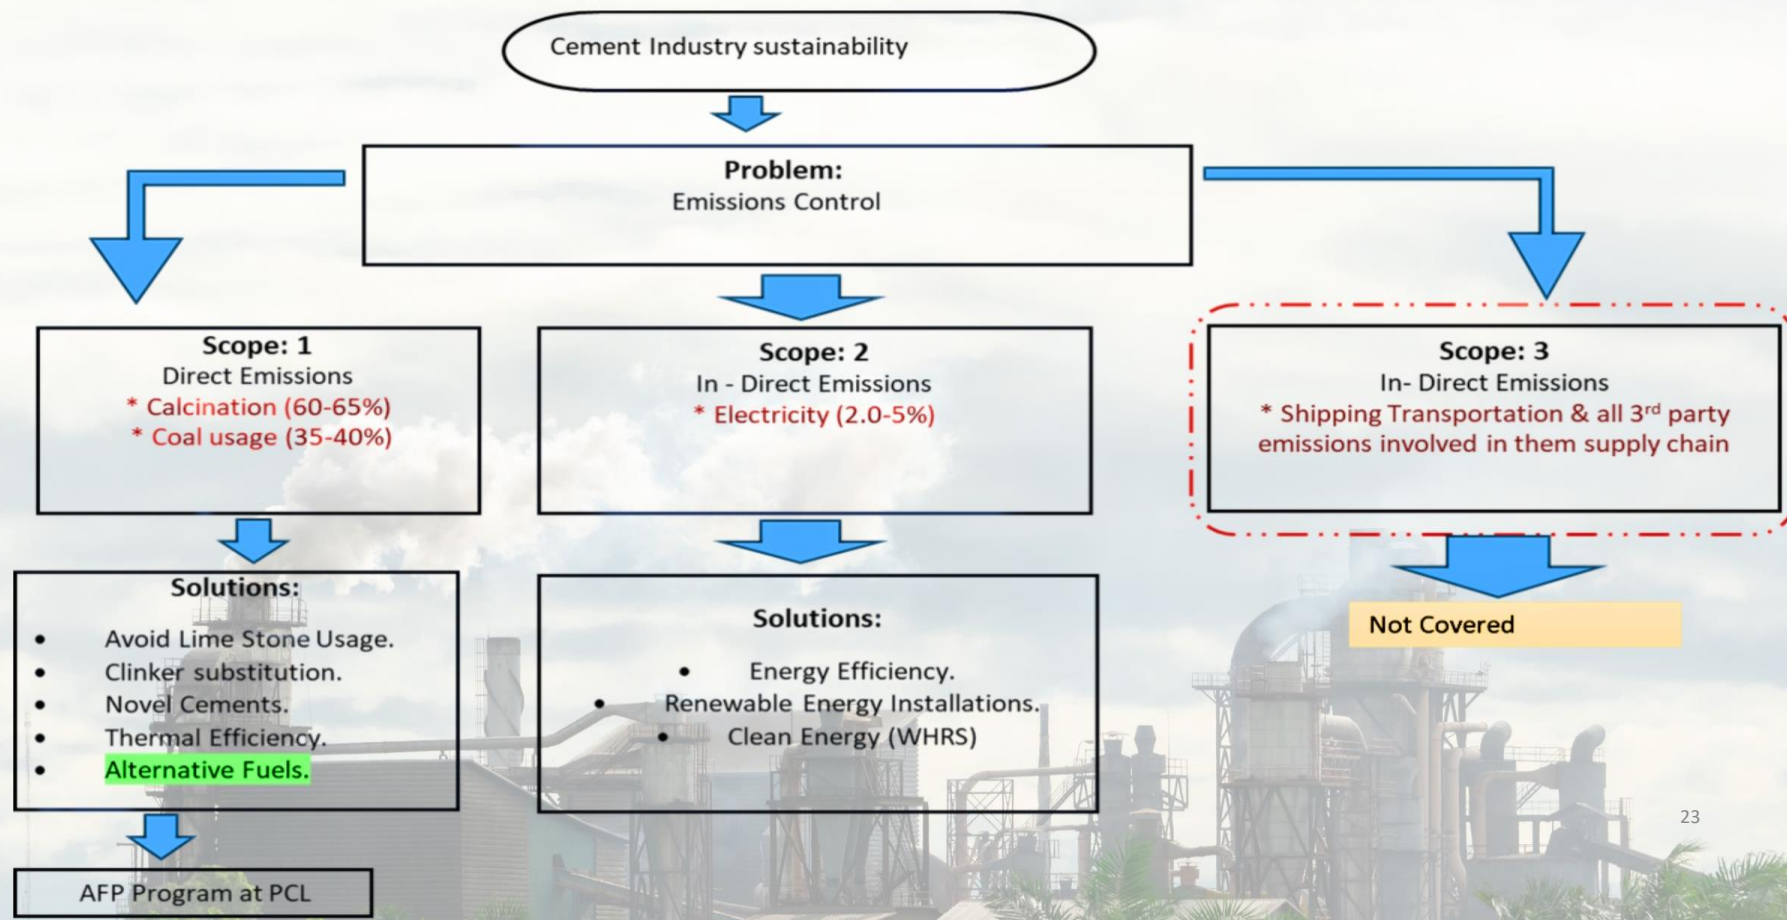 Cement Industry sustainability
Problem:
Emissions Control
Scope: 1
Direct Emissions
* Calcination (60-65%)
* Coal usage (35-40%)
Scope: 2
In - Direct Emissions
* Electricity (2.0-5%)
Scope: 3
In- Direct Emissions
* Shipping Transportation & all 3rd party
emissions involved in them supply chain
Solutions:
• Avoid Lime Stone Usage.
• Clinker substitution.
• Novel Cements.
• Thermal Efficiency.
• Alternative Fuels.
Solutions:
• Energy Efficiency.
• Renewable Energy Installations.
• Clean Energy (WHRS)
Not Covered
AFP Program at PCL
23